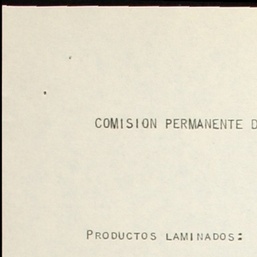 COMISION PERMANENTE D
PRODUCTOS LAMINADOS: